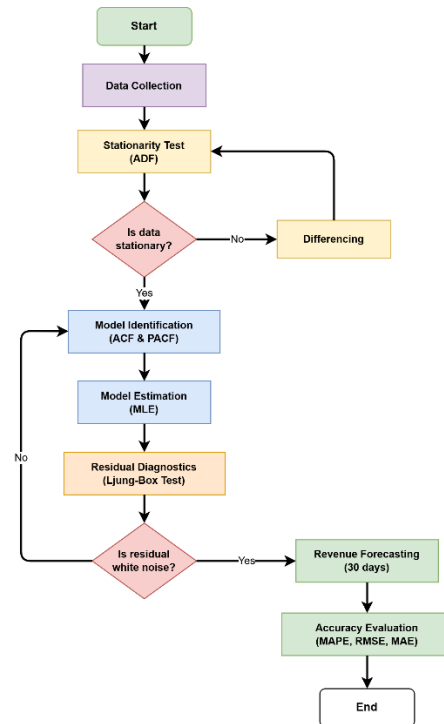 Start
Data Collection
Stationarity Test
(ADF)
Is data
stationary?
No
Differencing
Yes
Model Identification
(ACF & PACF)
Model Estimation
(MLE)
No
Residual Diagnostics
(Ljung-Box Test)
Is residual
white noise?
Yes
Revenue Forecasting
(30 days)
Accuracy Evaluation
(MAPE, RMSE, MAE)
End